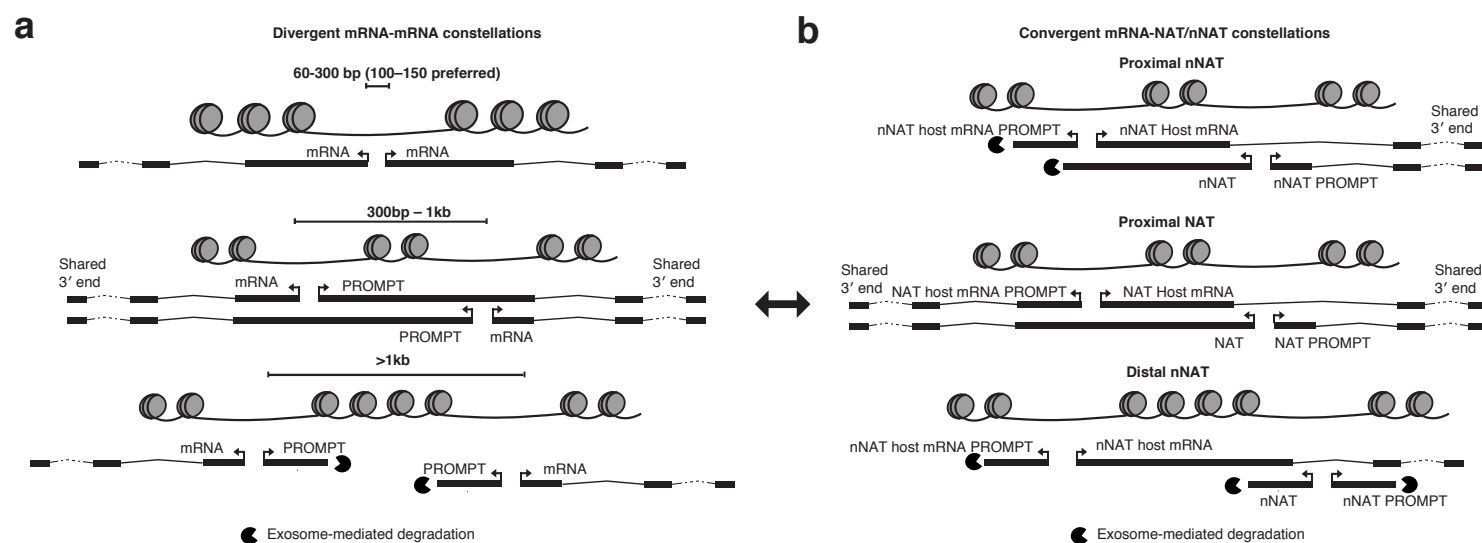 a
Divergent mRNA-mRNA constellations
60-300 bp (100–150 preferred)
mRNA mRNA
300bp – 1kb
Shared
3′ end
Shared
3′ end
mRNA PROMPT
PROMPT mRNA
>1kb
mRNA PROMPT
PROMPT mRNA
Exosome-mediated degradation
b
Convergent mRNA-NAT/nNAT constellations
Proximal nNAT
Shared
3′ end
nNAT host mRNA PROMPT nNAT Host mRNA
nNAT nNAT PROMPT
Proximal NAT
Shared
3′ end
Shared
3′ end
NAT host mRNA PROMPT NAT Host mRNA
NAT NAT PROMPT
Distal nNAT
nNAT host mRNA PROMPT nNAT host mRNA
nNAT nNAT PROMPT
Exosome-mediated degradation